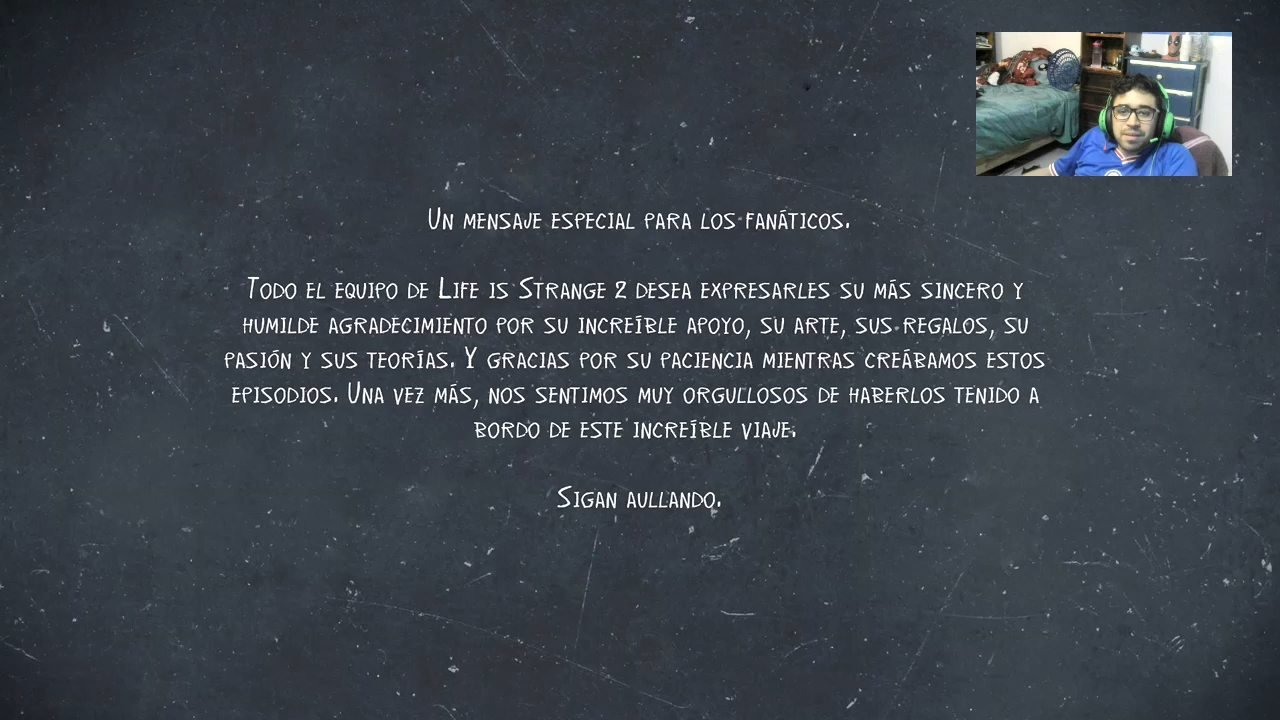 Un mensaje especial para los fanáticos.
Todo el equipo de Life is Strange 2 desea expresarles su más sincero y
humilde agradecimiento por su increíble apoyo, su arte, sus regalos, su
pasión y sus teorías. Y gracias por su paciencia mientras creábamos estos
episodios. Una vez más, nos sentimos muy orgullosos de haberlos tenido a
bordo de este increíble viaje.
Sigan aullando.